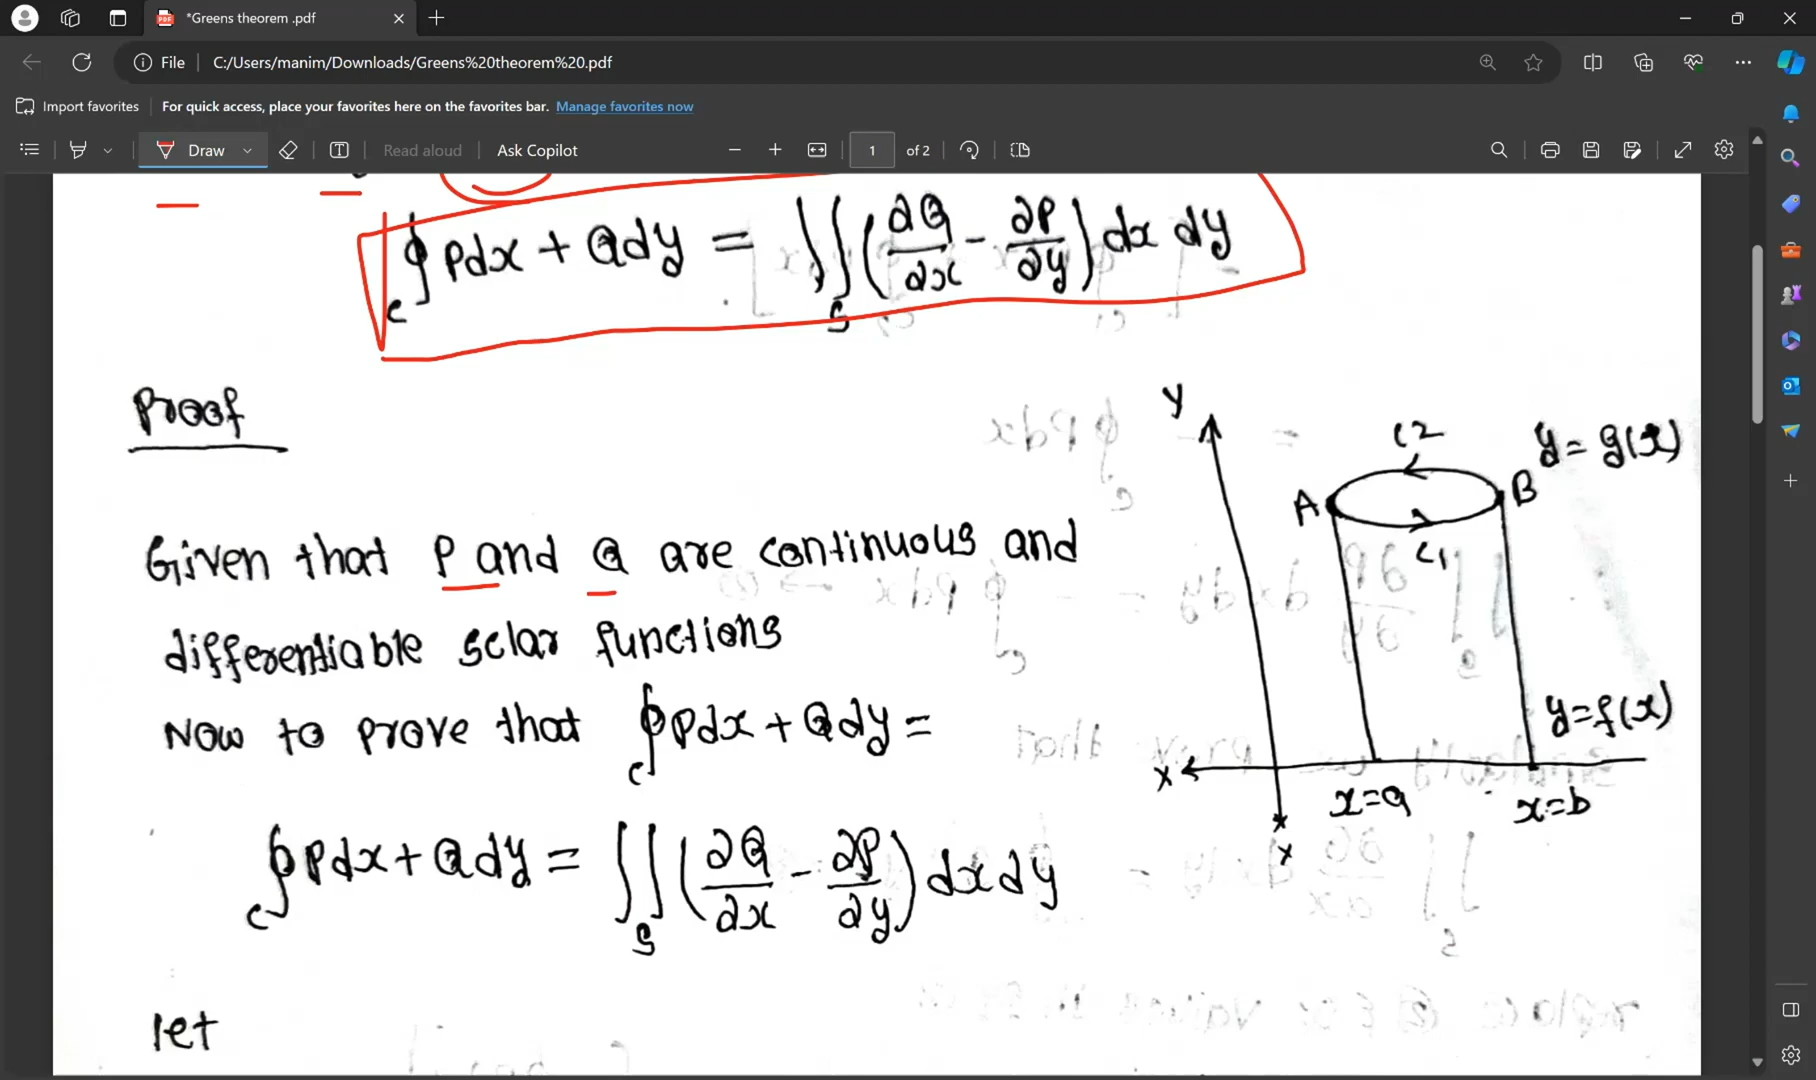 *Greens theorem .pdf
File C:/Users/manim/Downloads/Greens%20theorem%20.pdf
Import favorites For quick access, place your favorites here on the favorites bar. Manage favorites now
Draw Read aloud Ask Copilot 1 of 2
∮c Pdx + Qdy = ∬s (∂Q/∂x - ∂P/∂y) dx dy
Proof
Given that P and Q are continuous and
differentiable sclar functions
Now to prove that ∮c Pdx + Qdy =
∮c Pdx + Qdy = ∬s (∂Q/∂x - ∂P/∂y) dx dy
let
y
C2
y = g(x)
A
B
C1
y = f(x)
x
x=a
x=b
x